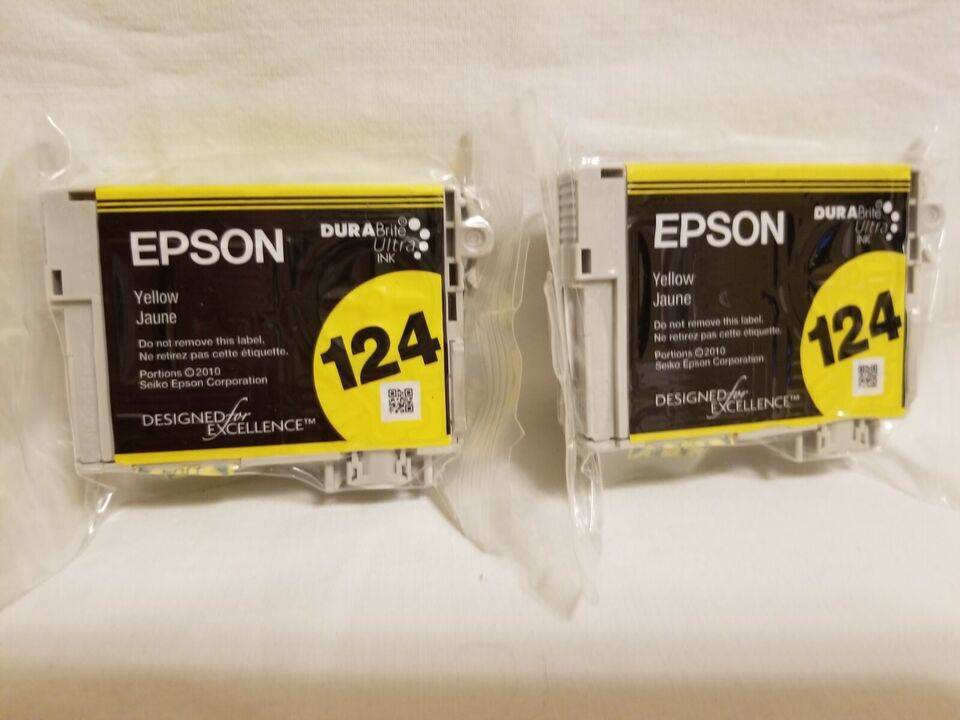 EPSON
DURABrite®
Ultra
INK
Yellow
Jaune
124
Do not remove this label.
Ne retirez pas cette étiquette.
Portions ©2010
Seiko Epson Corporation
DESIGNED for
EXCELLENCE™
EPSON
DURABrite®
Ultra
INK
Yellow
Jaune
124
Do not remove this label.
Ne retirez pas cette étiquette.
Portions ©2010
Seiko Epson Corporation
DESIGNED for
EXCELLENCE™